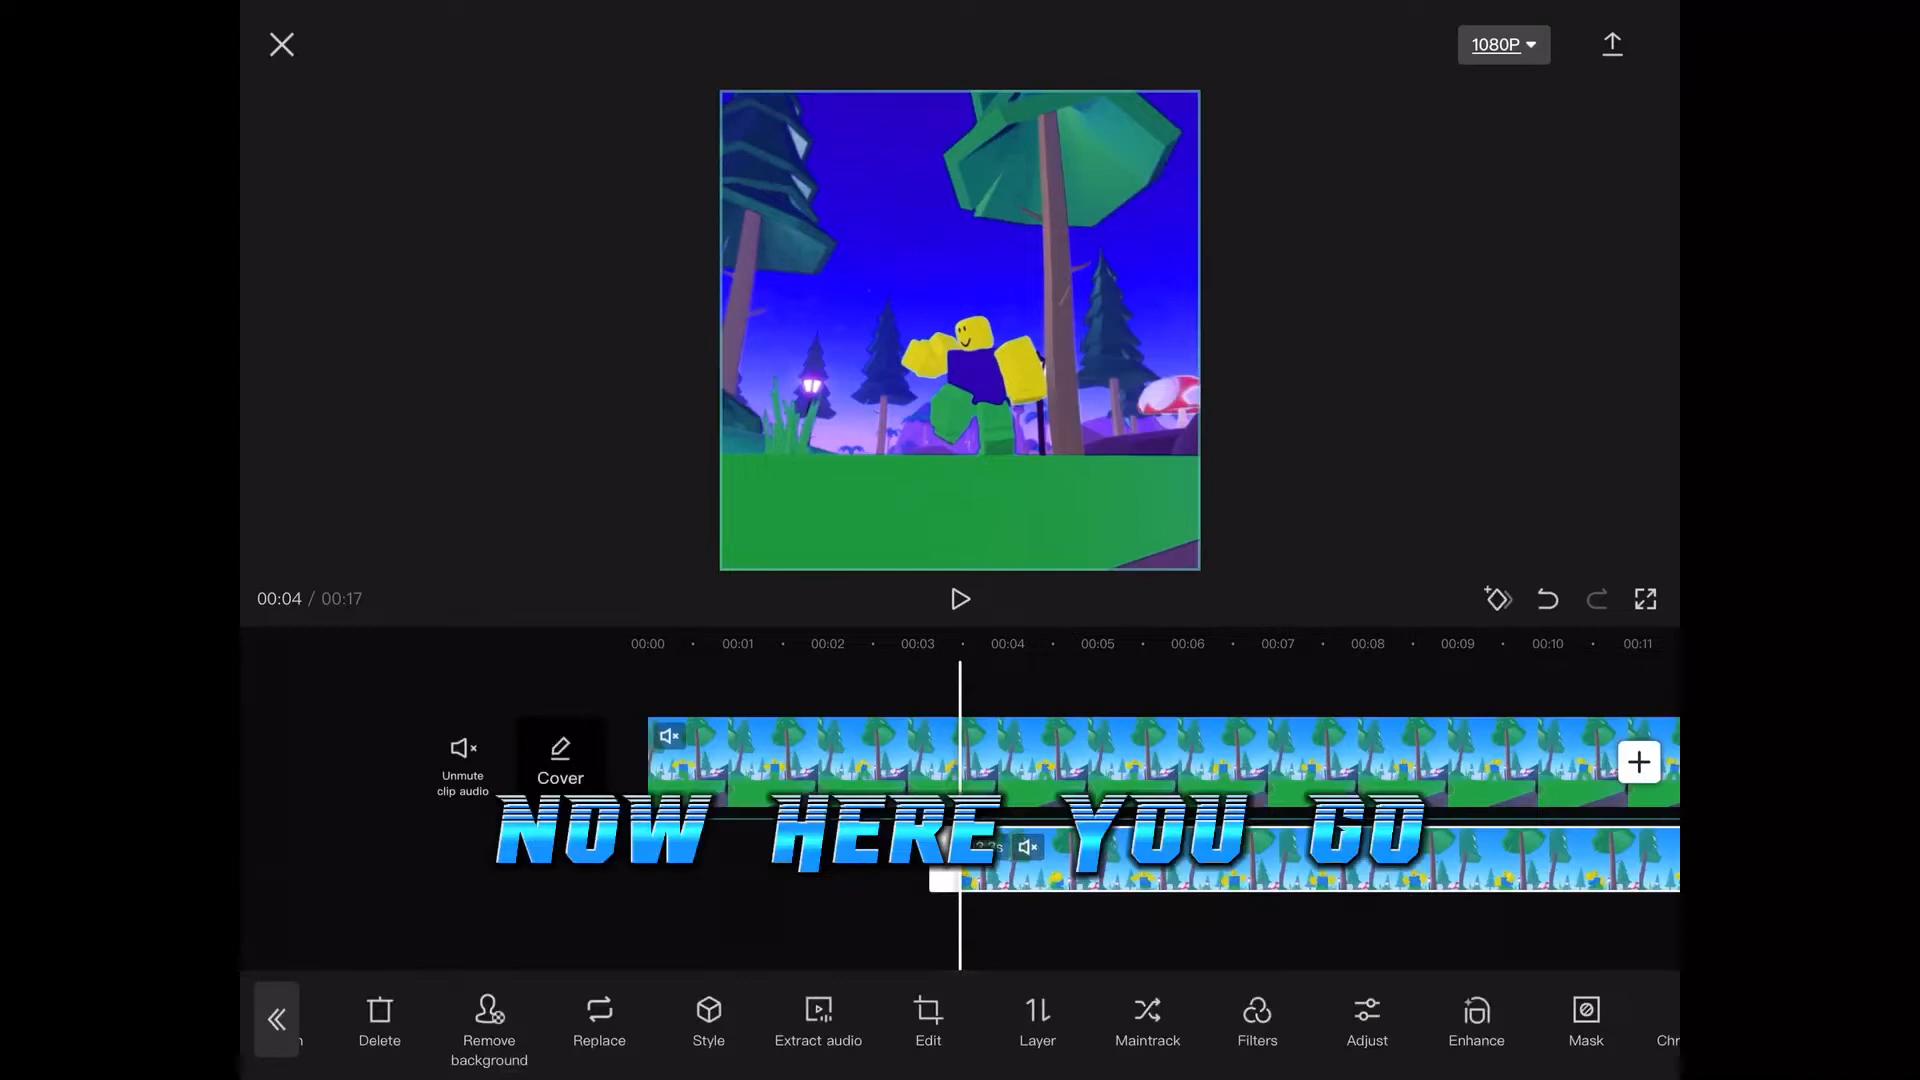 1080P
00:04 / 00:17
00:00 00:01 00:02 00:03 00:04 00:05 00:06 00:07 00:08 00:09 00:10 00:11
Unmute
clip audio
Cover
NOW HERE YOU GO
Delete
Remove
background
Replace
Style
Extract audio
Edit
Layer
Maintrack
Filters
Adjust
Enhance
Mask